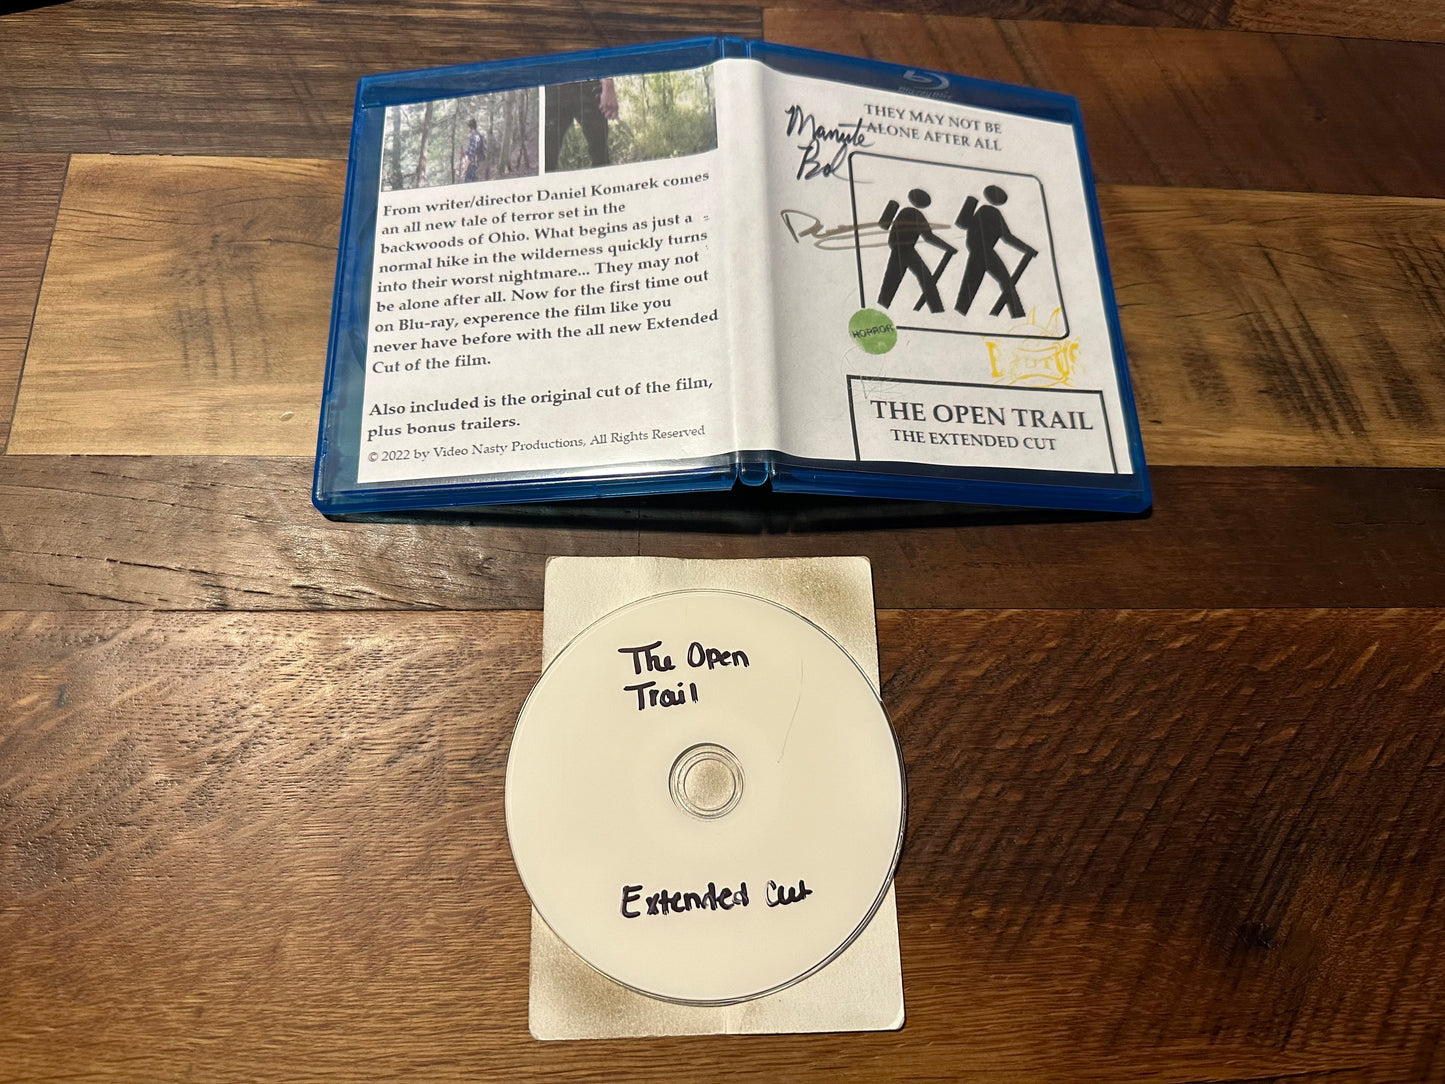 From writer/director Daniel Komarek comes
an all new tale of terror set in the
backwoods of Ohio. What begins as just a
normal hike in the wilderness quickly turns
into their worst nightmare... They may not
be alone after all. Now for the first time out
on Blu-ray, experence the film like you
never have before with the all new Extended
Cut of the film.
Also included is the original cut of the film,
plus bonus trailers.
© 2022 by Video Nasty Productions, All Rights Reserved
THEY MAY NOT BE
ALONE AFTER ALL
Manute
Bol
HORROR
THE OPEN TRAIL
THE EXTENDED CUT
The Open
Trail
Extended Cut